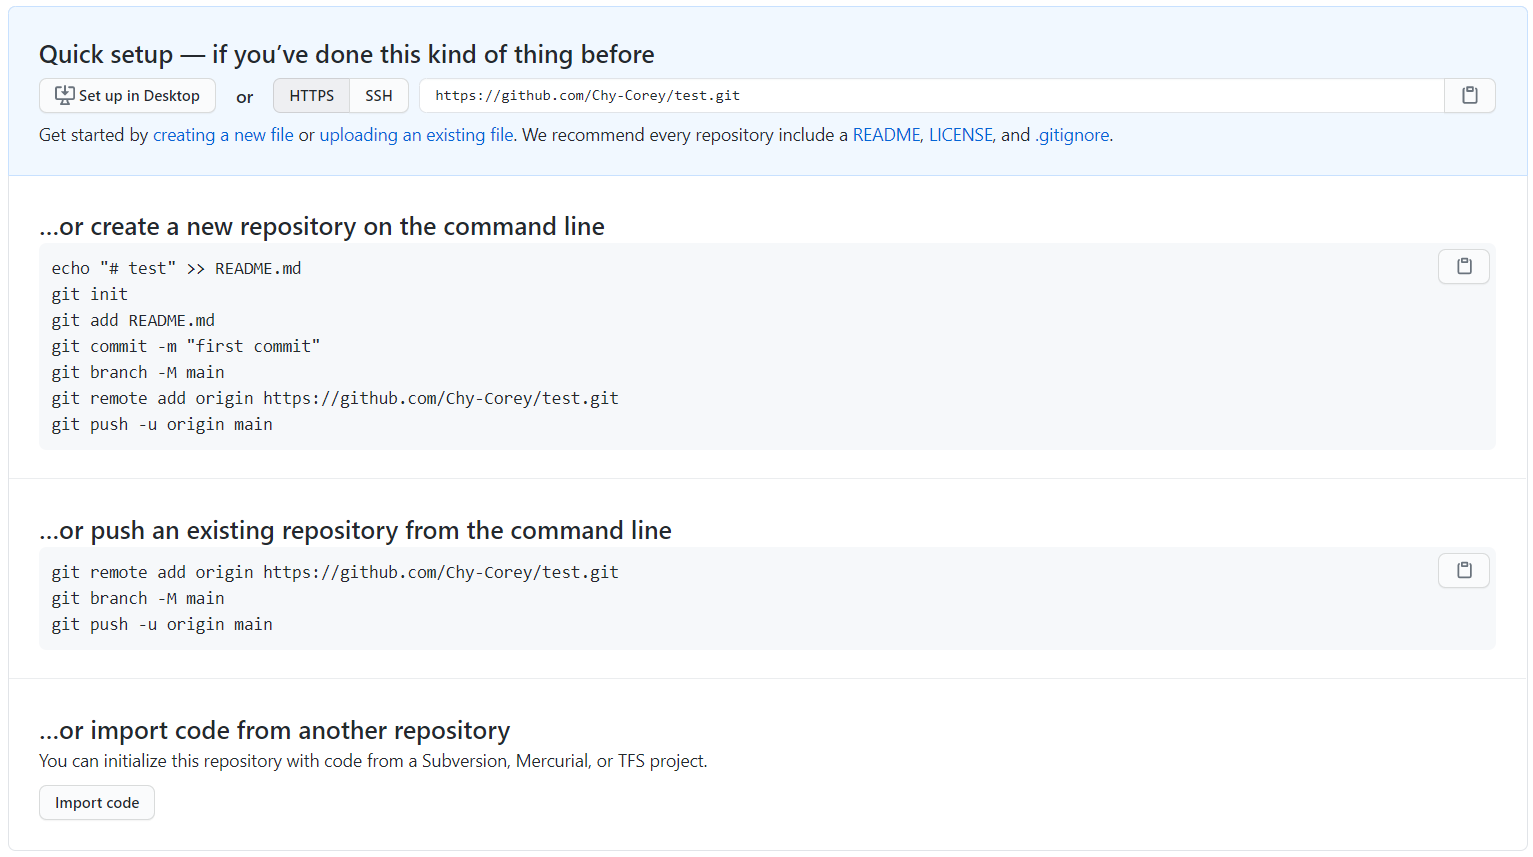 Quick setup — if you’ve done this kind of thing before
Set up in Desktop or HTTPS SSH https://github.com/Chy-Corey/test.git
Get started by creating a new file or uploading an existing file. We recommend every repository include a README, LICENSE, and .gitignore.
…or create a new repository on the command line
echo "# test" >> README.md
git init
git add README.md
git commit -m "first commit"
git branch -M main
git remote add origin https://github.com/Chy-Corey/test.git
git push -u origin main
…or push an existing repository from the command line
git remote add origin https://github.com/Chy-Corey/test.git
git branch -M main
git push -u origin main
…or import code from another repository
You can initialize this repository with code from a Subversion, Mercurial, or TFS project.
Import code